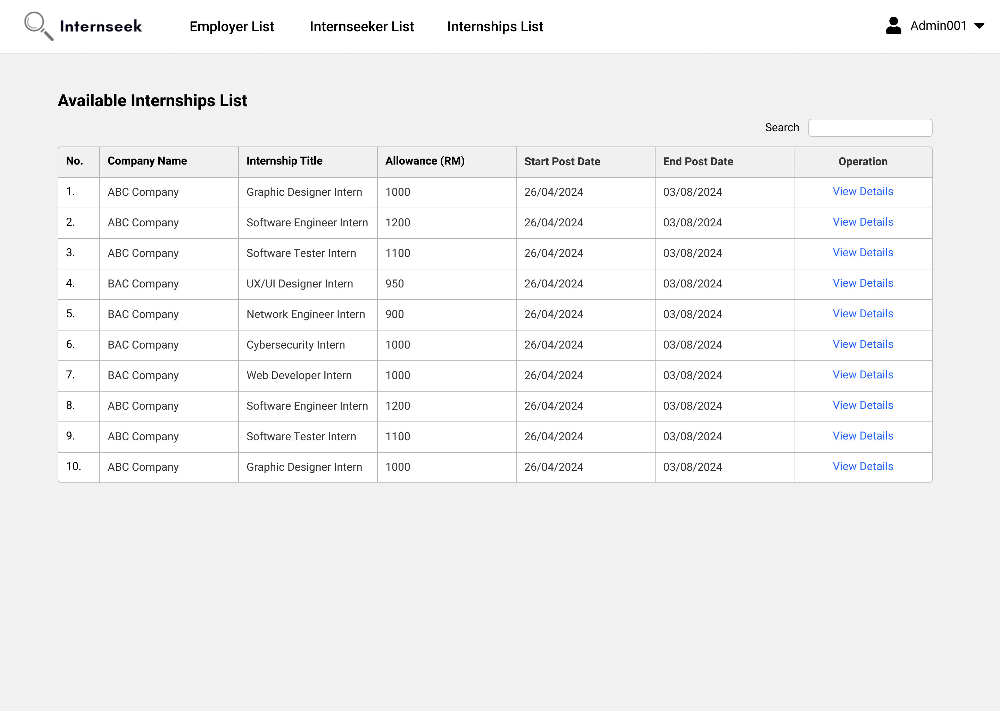 Internseek Employer List Internseeker List Internships List Admin001
Available Internships List
Search
No. Company Name Internship Title Allowance (RM) Start Post Date End Post Date Operation
1. ABC Company Graphic Designer Intern 1000 26/04/2024 03/08/2024 View Details
2. ABC Company Software Engineer Intern 1200 26/04/2024 03/08/2024 View Details
3. ABC Company Software Tester Intern 1100 26/04/2024 03/08/2024 View Details
4. BAC Company UX/UI Designer Intern 950 26/04/2024 03/08/2024 View Details
5. BAC Company Network Engineer Intern 900 26/04/2024 03/08/2024 View Details
6. BAC Company Cybersecurity Intern 1000 26/04/2024 03/08/2024 View Details
7. BAC Company Web Developer Intern 1000 26/04/2024 03/08/2024 View Details
8. ABC Company Software Engineer Intern 1200 26/04/2024 03/08/2024 View Details
9. ABC Company Software Tester Intern 1100 26/04/2024 03/08/2024 View Details
10. ABC Company Graphic Designer Intern 1000 26/04/2024 03/08/2024 View Details